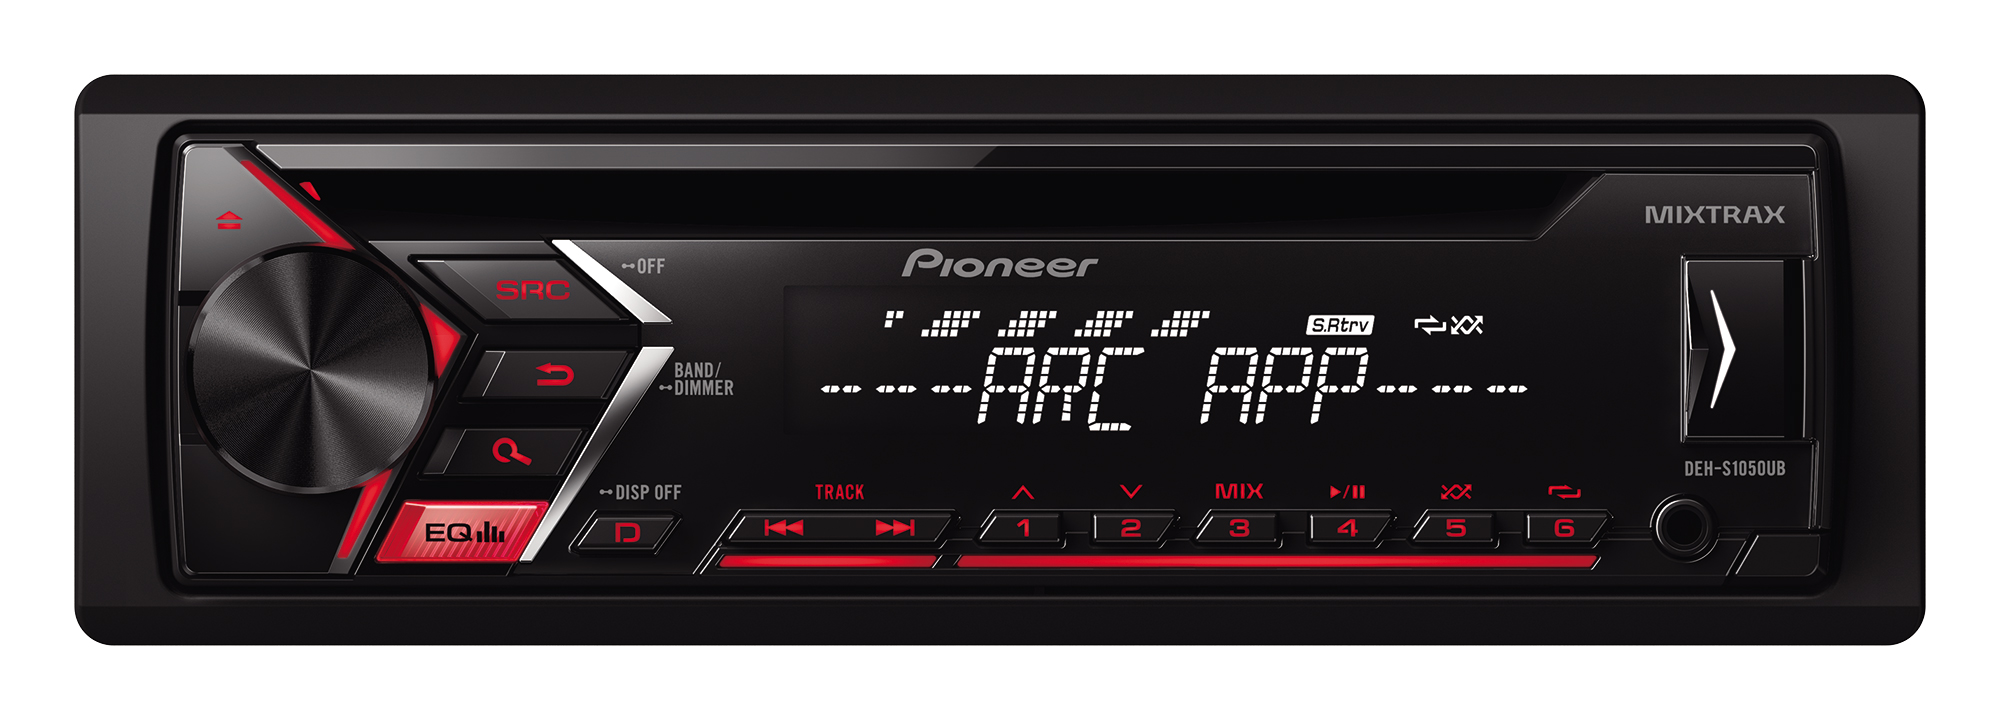 MIXTRAX
Pioneer
OFF
SRC
S.Rtrv
BAND/
DIMMER
---ARC APP---
DEH-S1050UB
DISP OFF
TRACK
MIX
EQ
D
1 2 3 4 5 6